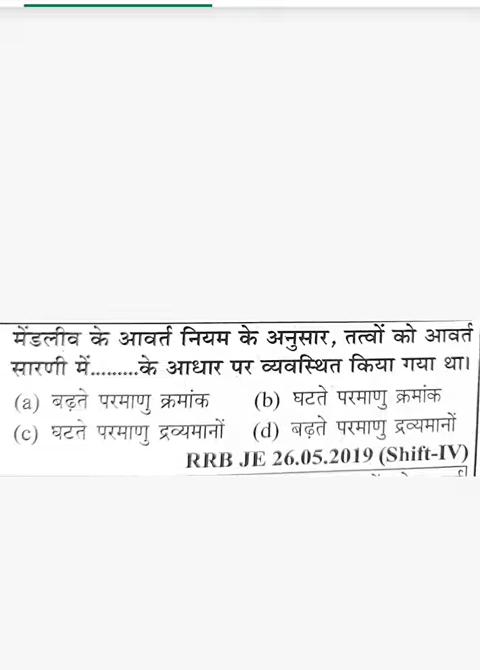 मेंडलीव के आवर्त नियम के अनुसार, तत्वों को आवर्त
सारणी में.........के आधार पर व्यवस्थित किया गया था।
(a) बढ़ते परमाणु क्रमांक (b) घटते परमाणु क्रमांक
(c) घटते परमाणु द्रव्यमानों (d) बढ़ते परमाणु द्रव्यमानों
RRB JE 26.05.2019 (Shift-IV)